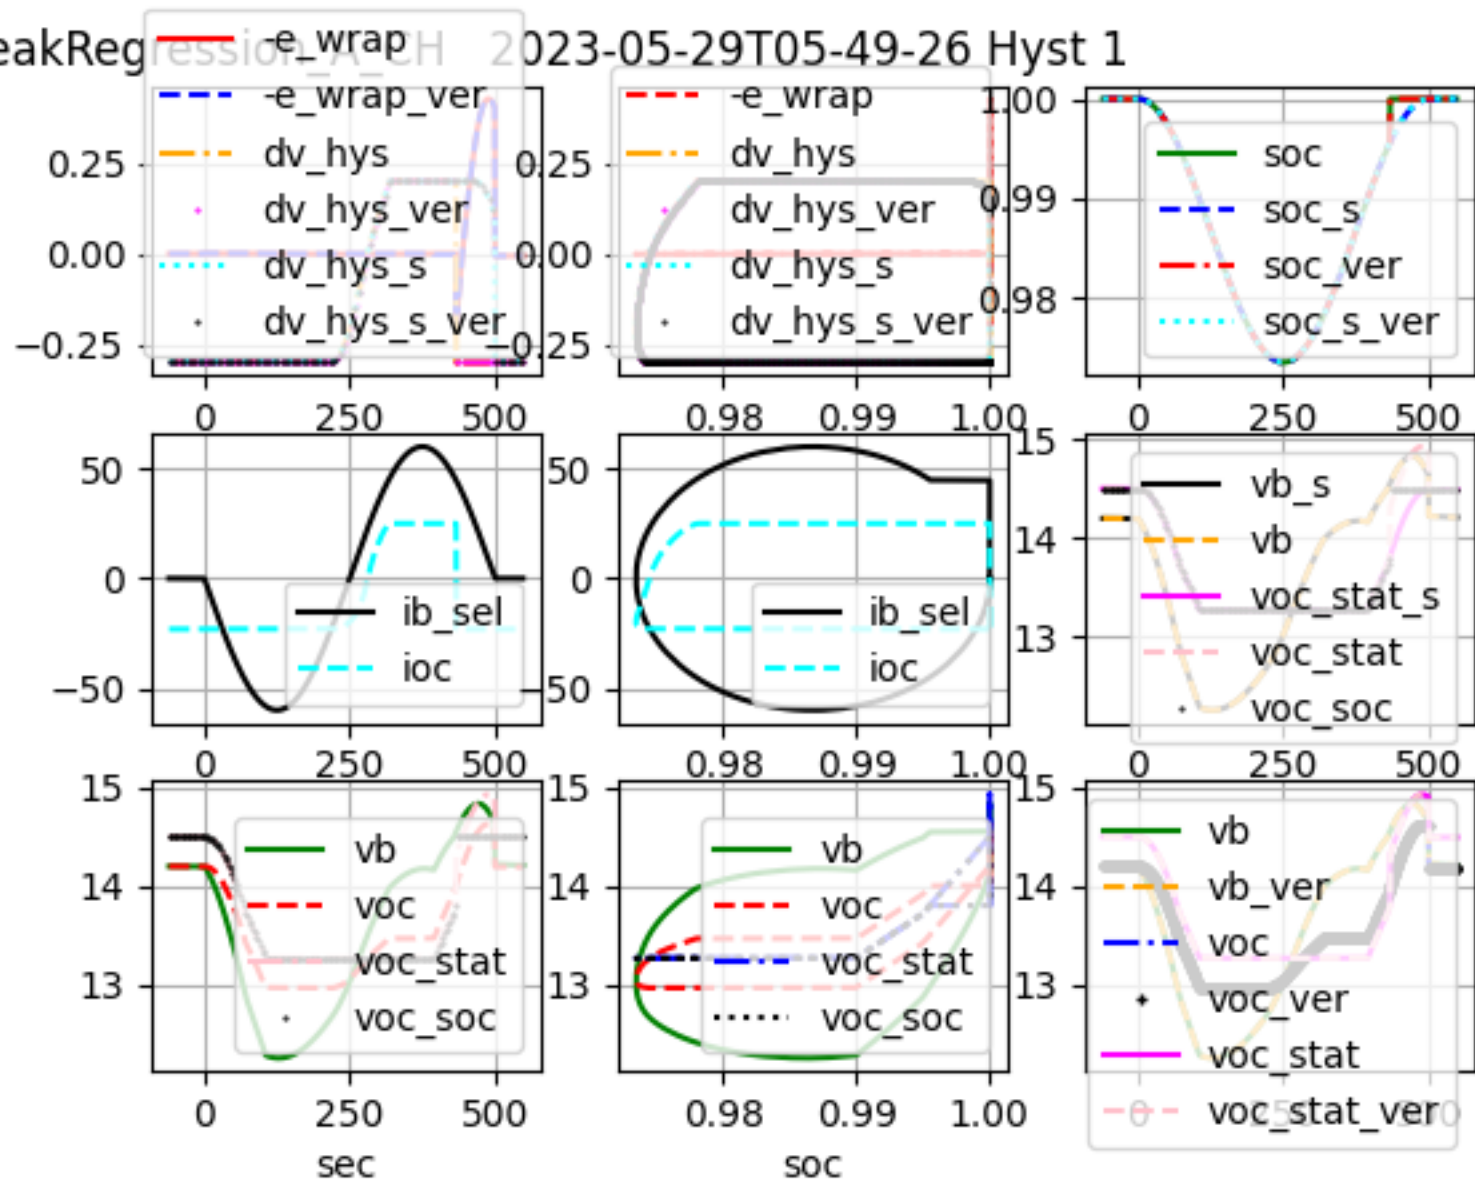 eakRegression_A_CH   2023-05-29T05-49-26 Hyst 1
-e_wrap
-e_wrap_ver
dv_hys
dv_hys_ver
dv_hys_s
dv_hys_s_ver
0.25
0.00
−0.25
0 250 500
-e_wrap
dv_hys
dv_hys_ver
dv_hys_s
dv_hys_s_ver
0.25
0.00
−0.25
0.98 0.99 1.00
soc
soc_s
soc_ver
soc_s_ver
1.00
0.99
0.98
0 250 500
50
0
−50
ib_sel
ioc
0 250 500
50
0
−50
ib_sel
ioc
0.98 0.99 1.00
15
14
13
vb_s
vb
voc_stat_s
voc_stat
voc_soc
0 250 500
15
14
13
vb
voc
voc_stat
voc_soc
0 250 500
sec
15
14
13
vb
voc
voc_stat
voc_soc
0.98 0.99 1.00
soc
15
14
13
vb
vb_ver
voc
voc_ver
voc_stat
voc_stat_ver
0 250 500